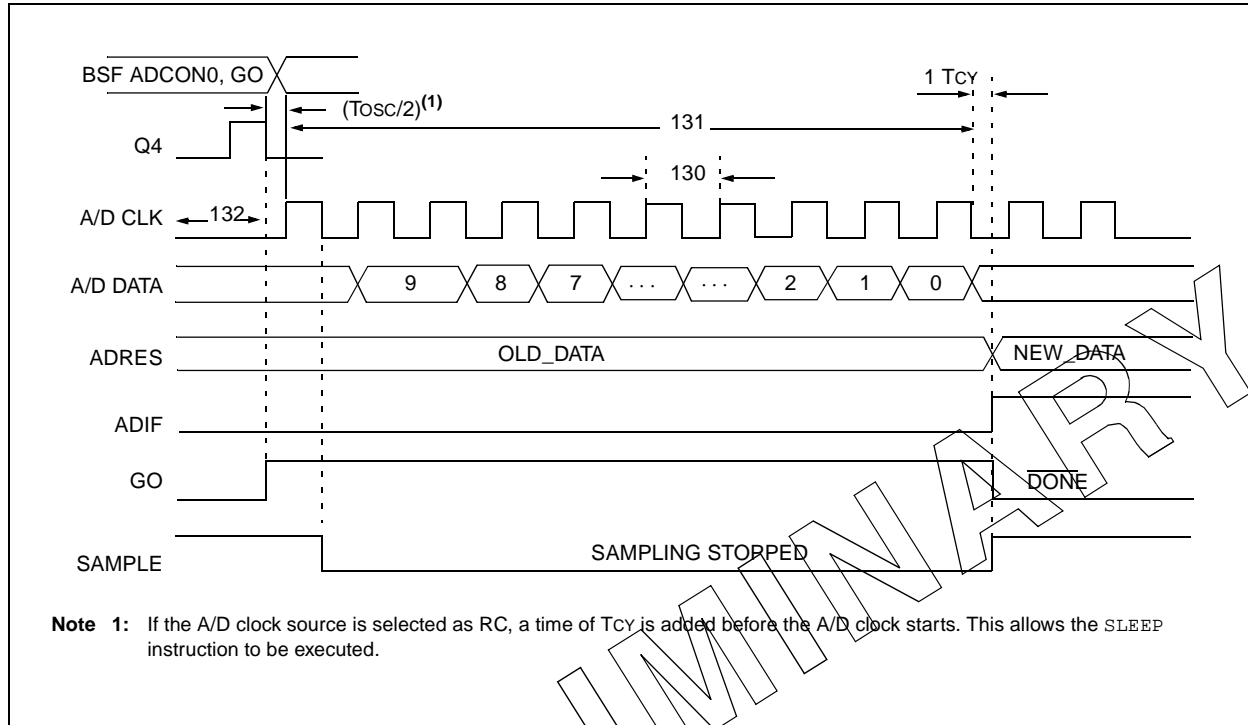 BSF ADCON0, GO
(TOSC/2)(1)
1 TCY
131
Q4
130
A/D CLK
132
A/D DATA
9 8 7 . . . . . . 2 1 0
ADRES
OLD_DATA
NEW_DATA
ADIF
GO
DONE
SAMPLE
SAMPLING STOPPED
Note 1: If the A/D clock source is selected as RC, a time of TCY is added before the A/D clock starts. This allows the SLEEP
instruction to be executed.
IMINARY